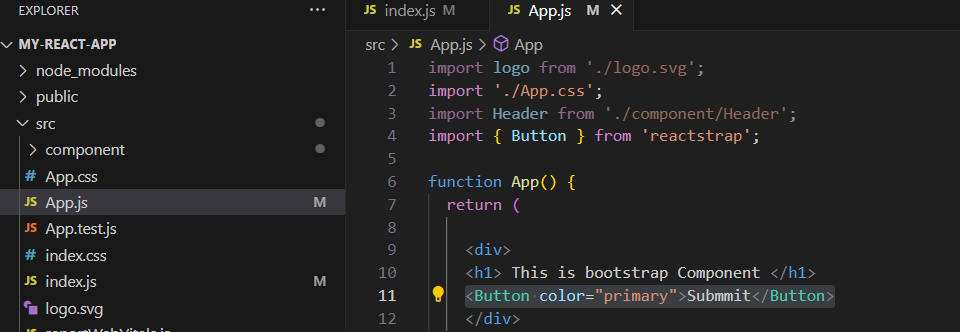 EXPLORER ...
MY-REACT-APP
node_modules
public
src
component
# App.css
JS App.js M
JS App.test.js
# index.css
JS index.js M
logo.svg
JS index.js M
JS App.js M
src > JS App.js > App
1 import logo from './logo.svg';
2 import './App.css';
3 import Header from './component/Header';
4 import { Button } from 'reactstrap';
5
6 function App() {
7 return (
8
9 <div>
10 <h1> This is bootstrap Component </h1>
11 <Button color="primary">Submmit</Button>
12 </div>